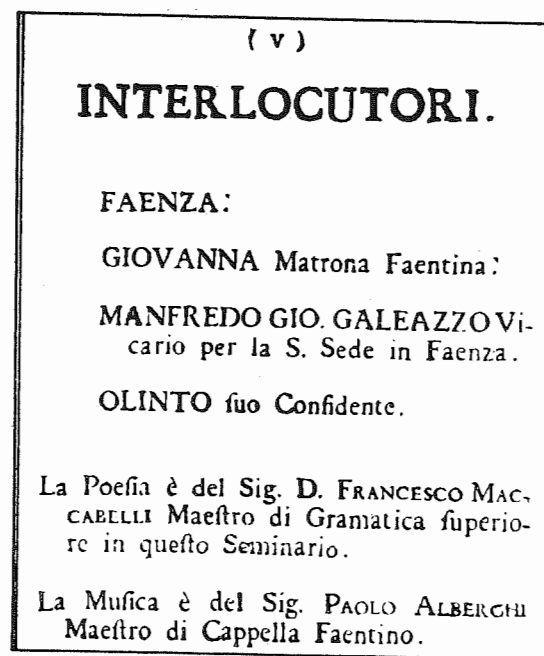 ( V )
INTERLOCUTORI.
FAENZA:
GIOVANNA Matrona Faentina:
MANFREDO GIO. GALEAZZO Vi-
cario per la S. Sede in Faenza.
OLINTO ſuo Confidente.
La Poeſia è del Sig. D. FRANCESCO MAC-
CABELLI Maeſtro di Gramatica ſuperio-
re in queſto Seminario.
La Muſica è del Sig. PAOLO ALBERGHI
Maeſtro di Cappella Faentino.